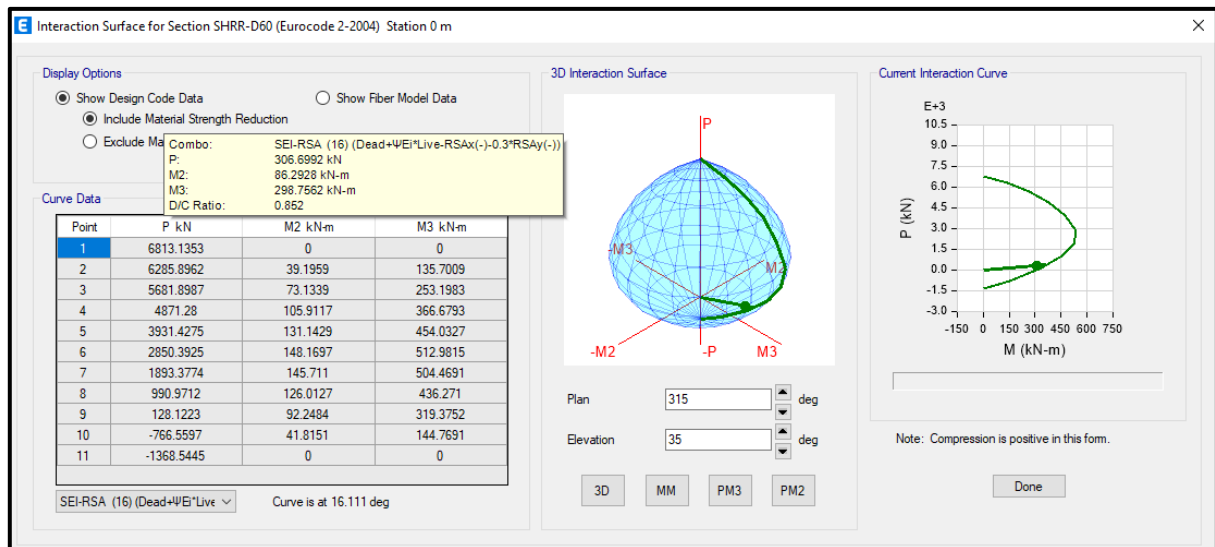 E Interaction Surface for Section SHRR-D60 (Eurocode 2-2004) Station 0 m
Display Options
Show Design Code Data Show Fiber Model Data
Include Material Strength Reduction
Exclude Ma
Combo: SEI-RSA (16) (Dead+ΨEi*Live-RSAx(-)-0.3*RSAy(-))
P: 306.6992 kN
M2: 86.2928 kN-m
M3: 298.7562 kN-m
D/C Ratio: 0.852
Curve Data
Point P kN M2 kN-m M3 kN-m
1 6813.1353 0 0
2 6285.8962 39.1959 135.7009
3 5681.8987 73.1339 253.1983
4 4871.28 105.9117 366.6793
5 3931.4275 131.1429 454.0327
6 2850.3925 148.1697 512.9815
7 1893.3774 145.711 504.4691
8 990.9712 126.0127 436.271
9 128.1223 92.2484 319.3752
10 -766.5597 41.8151 144.7691
11 -1368.5445 0 0
SEI-RSA (16) (Dead+ΨEi*Live
Curve is at 16.111 deg
3D Interaction Surface
P
-M3
M2
-M2
-P
M3
Plan 315 deg
Elevation 35 deg
3D MM PM3 PM2
Current Interaction Curve
E+3
10.5
9.0
7.5
6.0
4.5
3.0
1.5
0.0
-1.5
-3.0
P (kN)
-150 0 150 300 450 600 750
M (kN-m)
Note: Compression is positive in this form.
Done